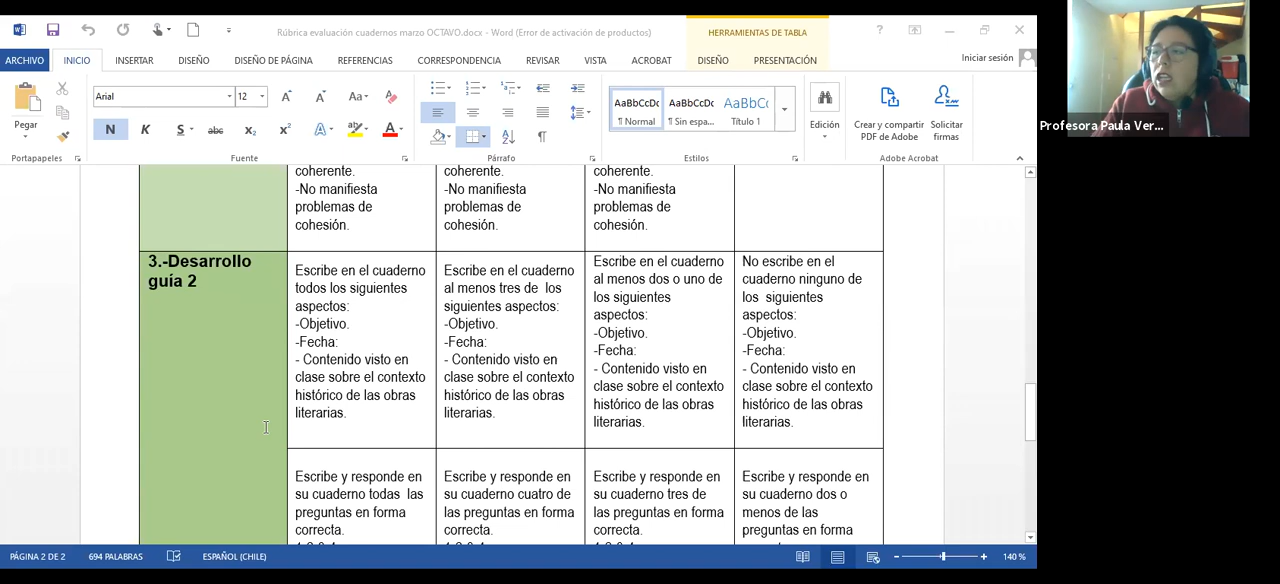 Rúbrica evaluación cuadernos marzo OCTAVO.docx - Word (Error de activación de productos)
HERRAMIENTAS DE TABLA
?
ARCHIVO INICIO INSERTAR DISEÑO DISEÑO DE PÁGINA REFERENCIAS CORRESPONDENCIA REVISAR VISTA ACROBAT DISEÑO PRESENTACIÓN
Iniciar sesión
Arial 12
Aa
AaBbCcDc AaBbCcDc AaBbCc
¶ Normal ¶ Sin espa... Título 1
Pegar
N K S abc x₂ x² A A
Edición
Crear y compartir
PDF de Adobe
Solicitar
firmas
Portapapeles Fuente Párrafo Estilos Adobe Acrobat
Profesora Paula Ver...
coherente.
-No manifiesta
problemas de
cohesión.
coherente.
-No manifiesta
problemas de
cohesión.
coherente.
-No manifiesta
problemas de
cohesión.
3.-Desarrollo
guía 2
Escribe en el cuaderno
todos los siguientes
aspectos:
-Objetivo.
-Fecha:
- Contenido visto en
clase sobre el contexto
histórico de las obras
literarias.
Escribe en el cuaderno
al menos tres de los
siguientes aspectos:
-Objetivo.
-Fecha:
- Contenido visto en
clase sobre el contexto
histórico de las obras
literarias.
Escribe en el cuaderno
al menos dos o uno de
los siguientes
aspectos:
-Objetivo.
-Fecha:
- Contenido visto en
clase sobre el contexto
histórico de las obras
literarias.
No escribe en el
cuaderno ninguno de
los siguientes
aspectos:
-Objetivo.
-Fecha:
- Contenido visto en
clase sobre el contexto
histórico de las obras
literarias.
Escribe y responde en
su cuaderno todas las
preguntas en forma
correcta.
Escribe y responde en
su cuaderno cuatro de
las preguntas en forma
correcta.
Escribe y responde en
su cuaderno tres de
las preguntas en forma
correcta.
Escribe y responde en
su cuaderno dos o
menos de las
preguntas en forma
PÁGINA 2 DE 2 694 PALABRAS ESPAÑOL (CHILE)
140 %